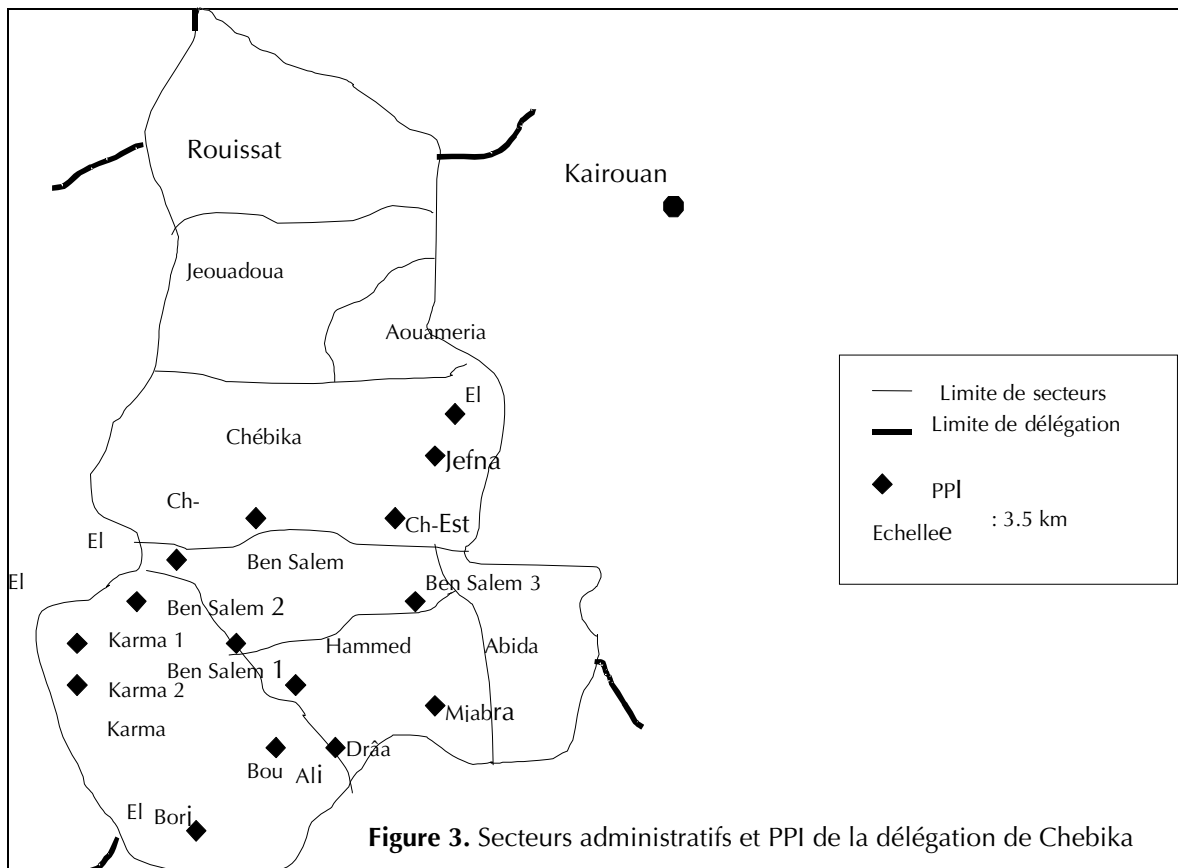 Rouissat
Kairouan
Jeouadoua
Aouameria
El
Chébika
Jefna
Ch-
Ch-Est
El
Ben Salem
El
Ben Salem 3
Ben Salem 2
Karma 1
Hammed
Abida
Ben Salem 1
Karma 2
Mjabra
Karma
Drâa
Bou Ali
El Borj
Limite de secteurs
Limite de délégation
PPI
Echellee : 3.5 km
Figure 3. Secteurs administratifs et PPI de la délégation de Chebika